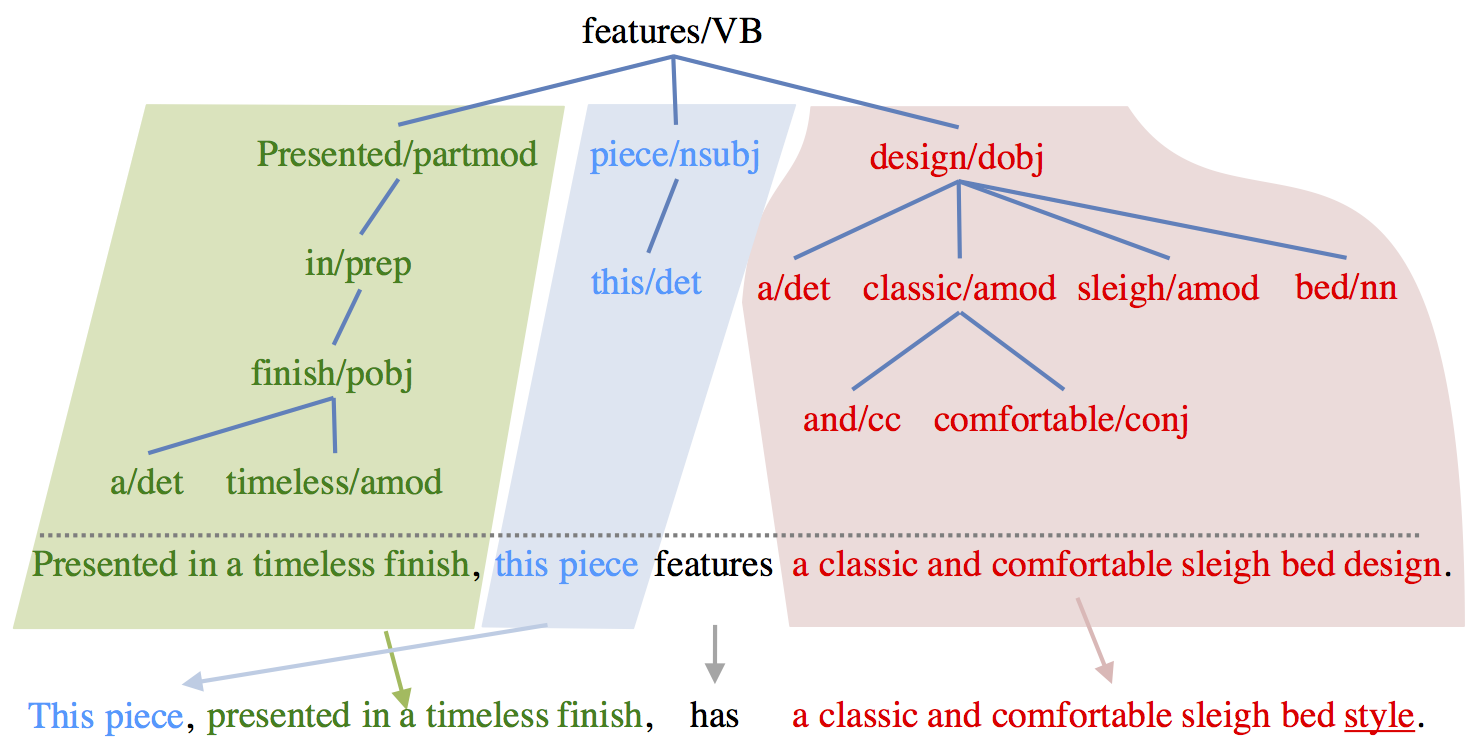 features/VB
Presented/partmod piece/nsubj design/dobj
in/prep this/det a/det classic/amod sleigh/amod bed/nn
finish/pobj and/cc comfortable/conj
a/det timeless/amod
Presented in a timeless finish, this piece features a classic and comfortable sleigh bed design.
This piece, presented in a timeless finish, has a classic and comfortable sleigh bed style.